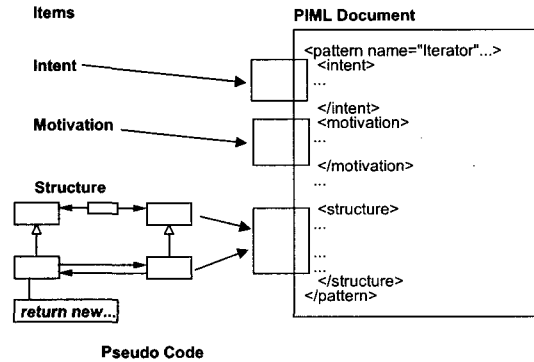 Items
PIML Document
<pattern name="Iterator"...>
Intent
<intent>
...
</intent>
Motivation
<motivation>
...
</motivation>
...
Structure
<structure>
...
...
...
</structure>
</pattern>
return new...
Pseudo Code